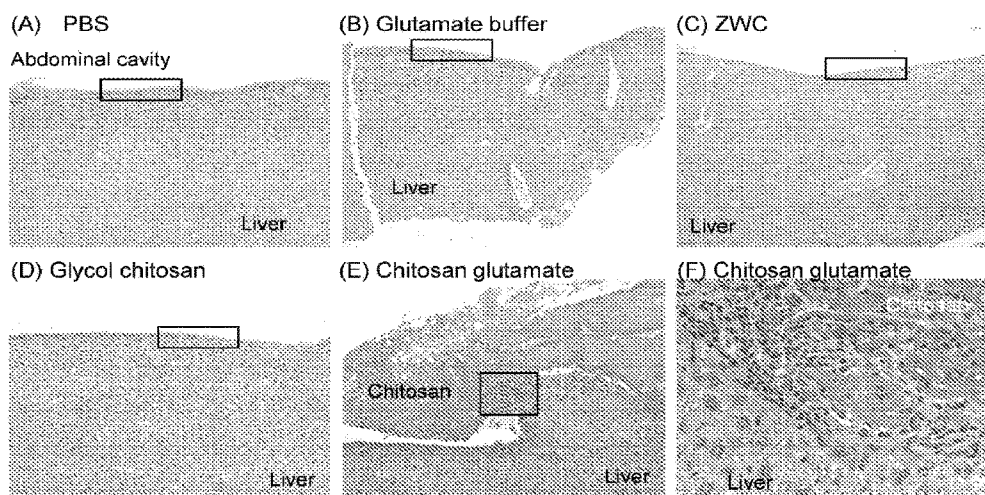 (A) PBS
(B) Glutamate buffer
(C) ZWC
Abdominal cavity
Liver
Liver
Liver
(D) Glycol chitosan
(E) Chitosan glutamate
(F) Chitosan glutamate
Chitosan
Liver
Liver
Liver